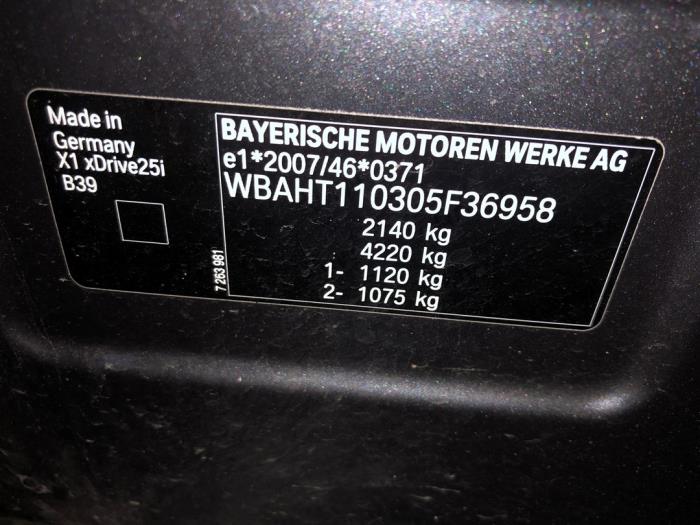 Made in
Germany
X1 xDrive25i
B39
7 263 981
BAYERISCHE MOTOREN WERKE AG
e1*2007/46*0371
WBAHT110305F36958
2140 kg
4220 kg
1- 1120 kg
2- 1075 kg